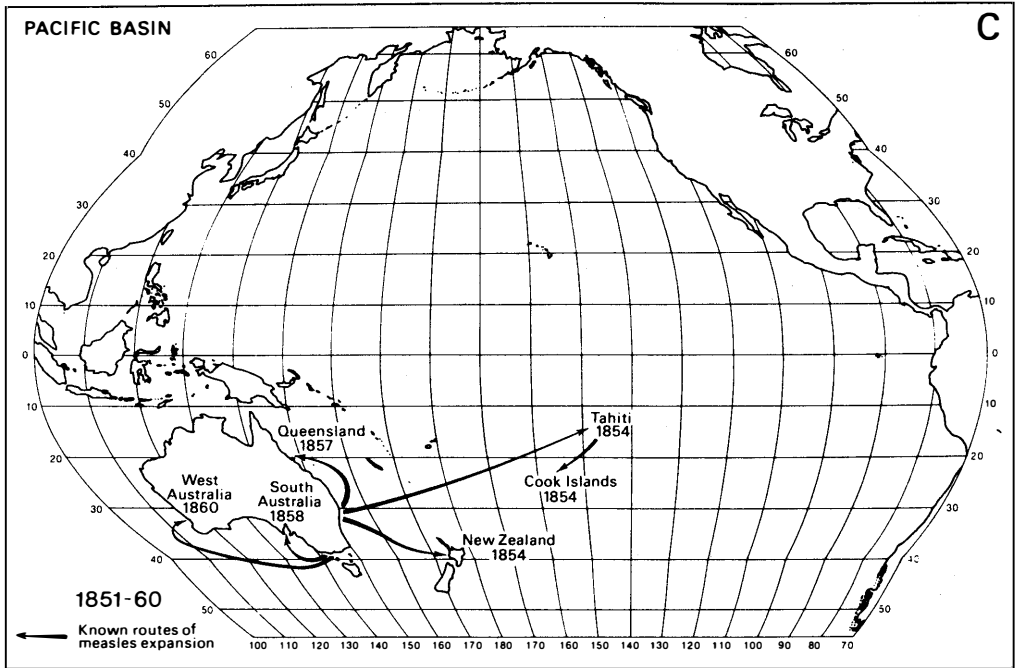 PACIFIC BASIN
C
60
60
50
50
40
40
30
30
20
20
10
10
0
0
10
10
Tahiti
1854
Queensland
1857
20
20
Cook Islands
1854
West
Australia
1860
South
Australia
1858
30
30
New Zealand
1854
40
40
1851-60
50
50
Known routes of
measles expansion
100 110 120 130 140 150 160 170 180 170 160 150 140 130 120 110 100 90 80 70